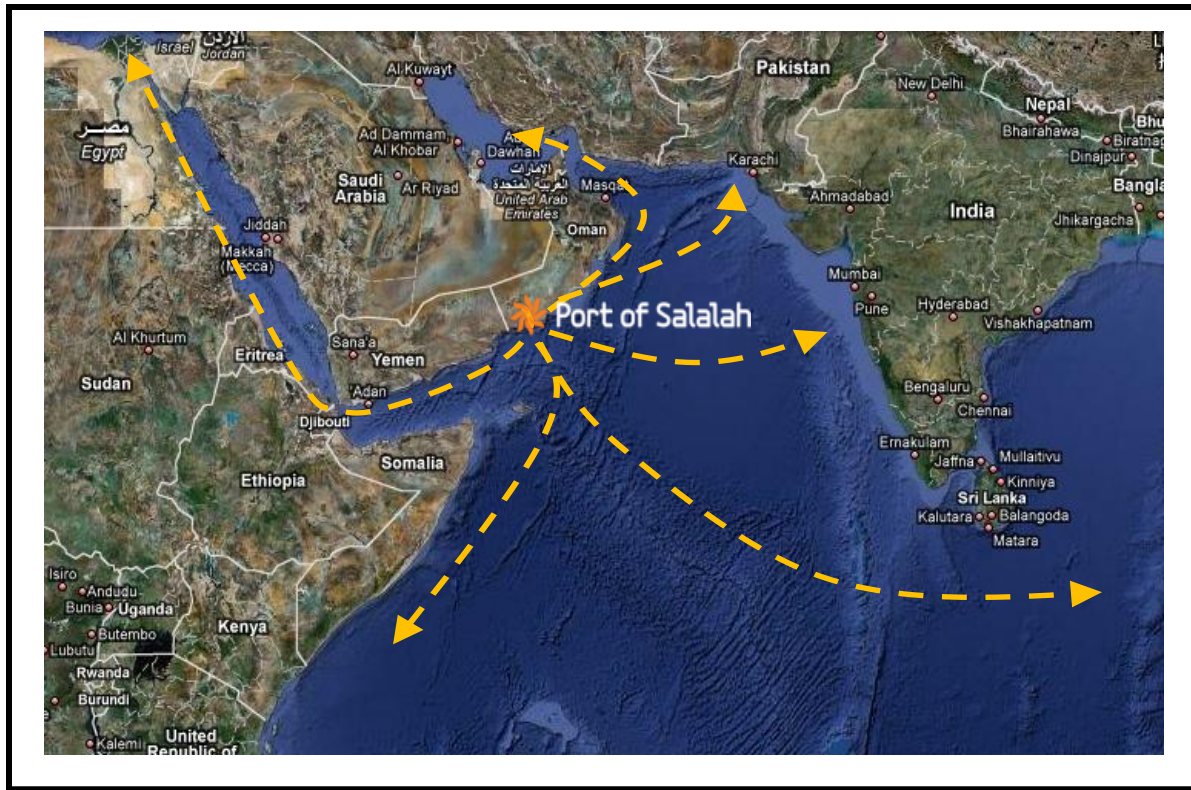 Israel
الأردن
Jordan
Al Kuwayt
Pakistan
New Delhi
Nepal
Bhairahawa
Biratnag
Dinajpur
مصر
Egypt
Ad Dammam
Al Khobar
Dawhah
الإمارات
العربية المتحدة
United Arab
Emirates
Karachi
Saudi
Arabia
Ar Riyad
Masqa
Ahmadabad
India
Bangla
Jhikargacha
Jiddah
Makkah
(Mecca)
Oman
Mumbai
Pune
Hyderabad
Vishakhapatnam
Port of Salalah
Al Khurtum
Eritrea
Sana'a
Yemen
Sudan
'Adan
Bengaluru
Chennai
Djibouti
Somalia
Ernakulam
Jaffna
Mullaitivu
Kinniya
Ethiopia
Sri Lanka
Kalutara
Balangoda
Matara
Isiro
Andudu
Bunia
Uganda
Kenya
Butembo
Lubutu
Rwanda
Burundi
Kalemi
United
Republic of